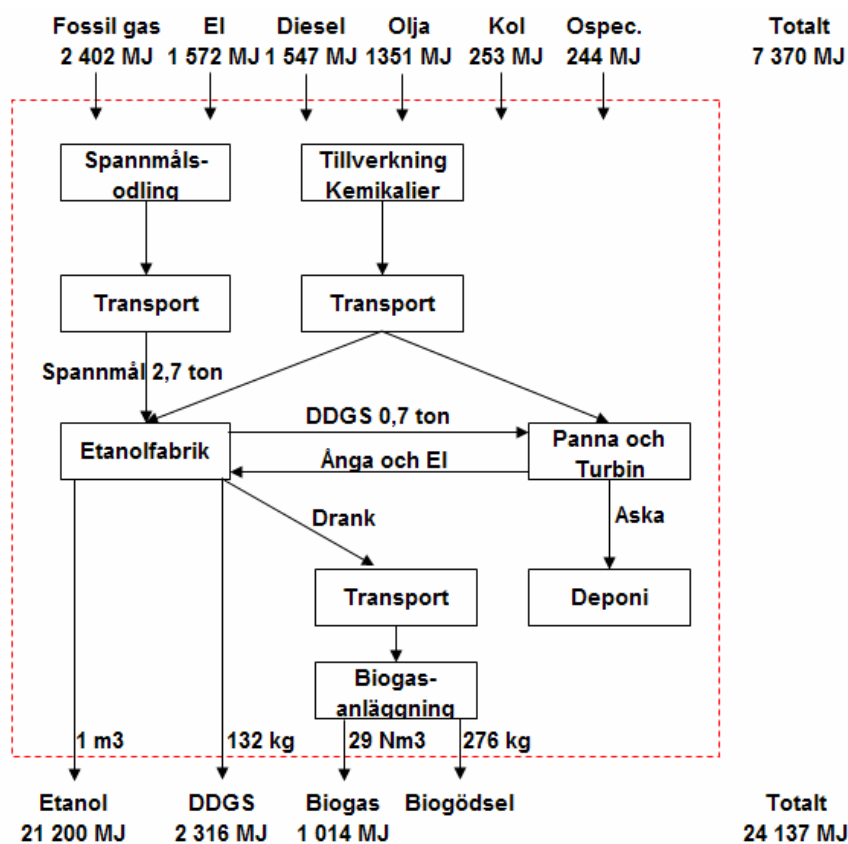 Fossil gas El Diesel Olja Kol Ospec. Totalt
2 402 MJ 1 572 MJ 1 547 MJ 1351 MJ 253 MJ 244 MJ 7 370 MJ
Spannmåls-
odling
Tillverkning
Kemikalier
Transport
Transport
Spannmål 2,7 ton
DDGS 0,7 ton
Etanolfabrik
Panna och
Turbin
Ånga och El
Drank
Aska
Transport
Deponi
Biogas-
anläggning
1 m3 132 kg 29 Nm3 276 kg
Etanol DDGS Biogas Biogödsel Totalt
21 200 MJ 2 316 MJ 1 014 MJ 24 137 MJ